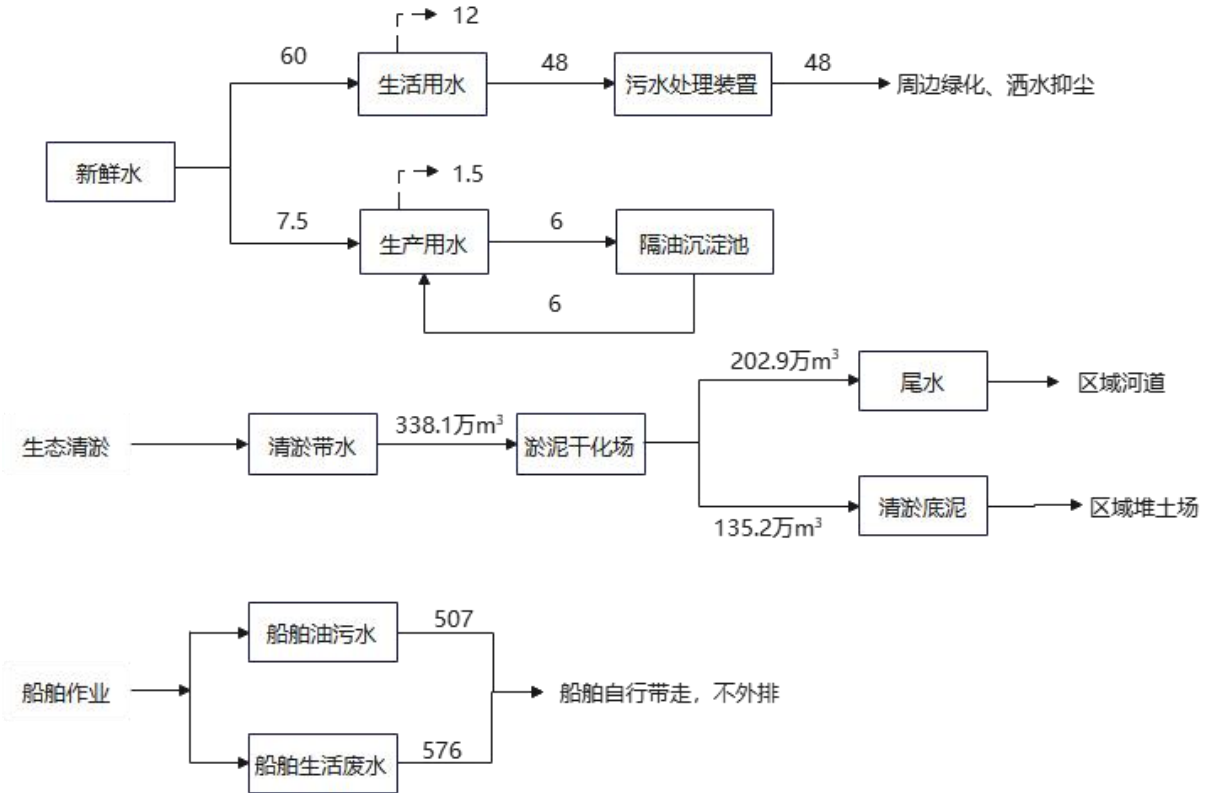 12
60
生活用水
48
污水处理装置
48
周边绿化、洒水抑尘
新鲜水
1.5
7.5
生产用水
6
隔油沉淀池
6
202.9万m³
尾水
区域河道
生态清淤
清淤带水
338.1万m³
淤泥干化场
135.2万m³
清淤底泥
区域堆土场
船舶油污水
507
船舶作业
船舶自行带走，不外排
船舶生活废水
576